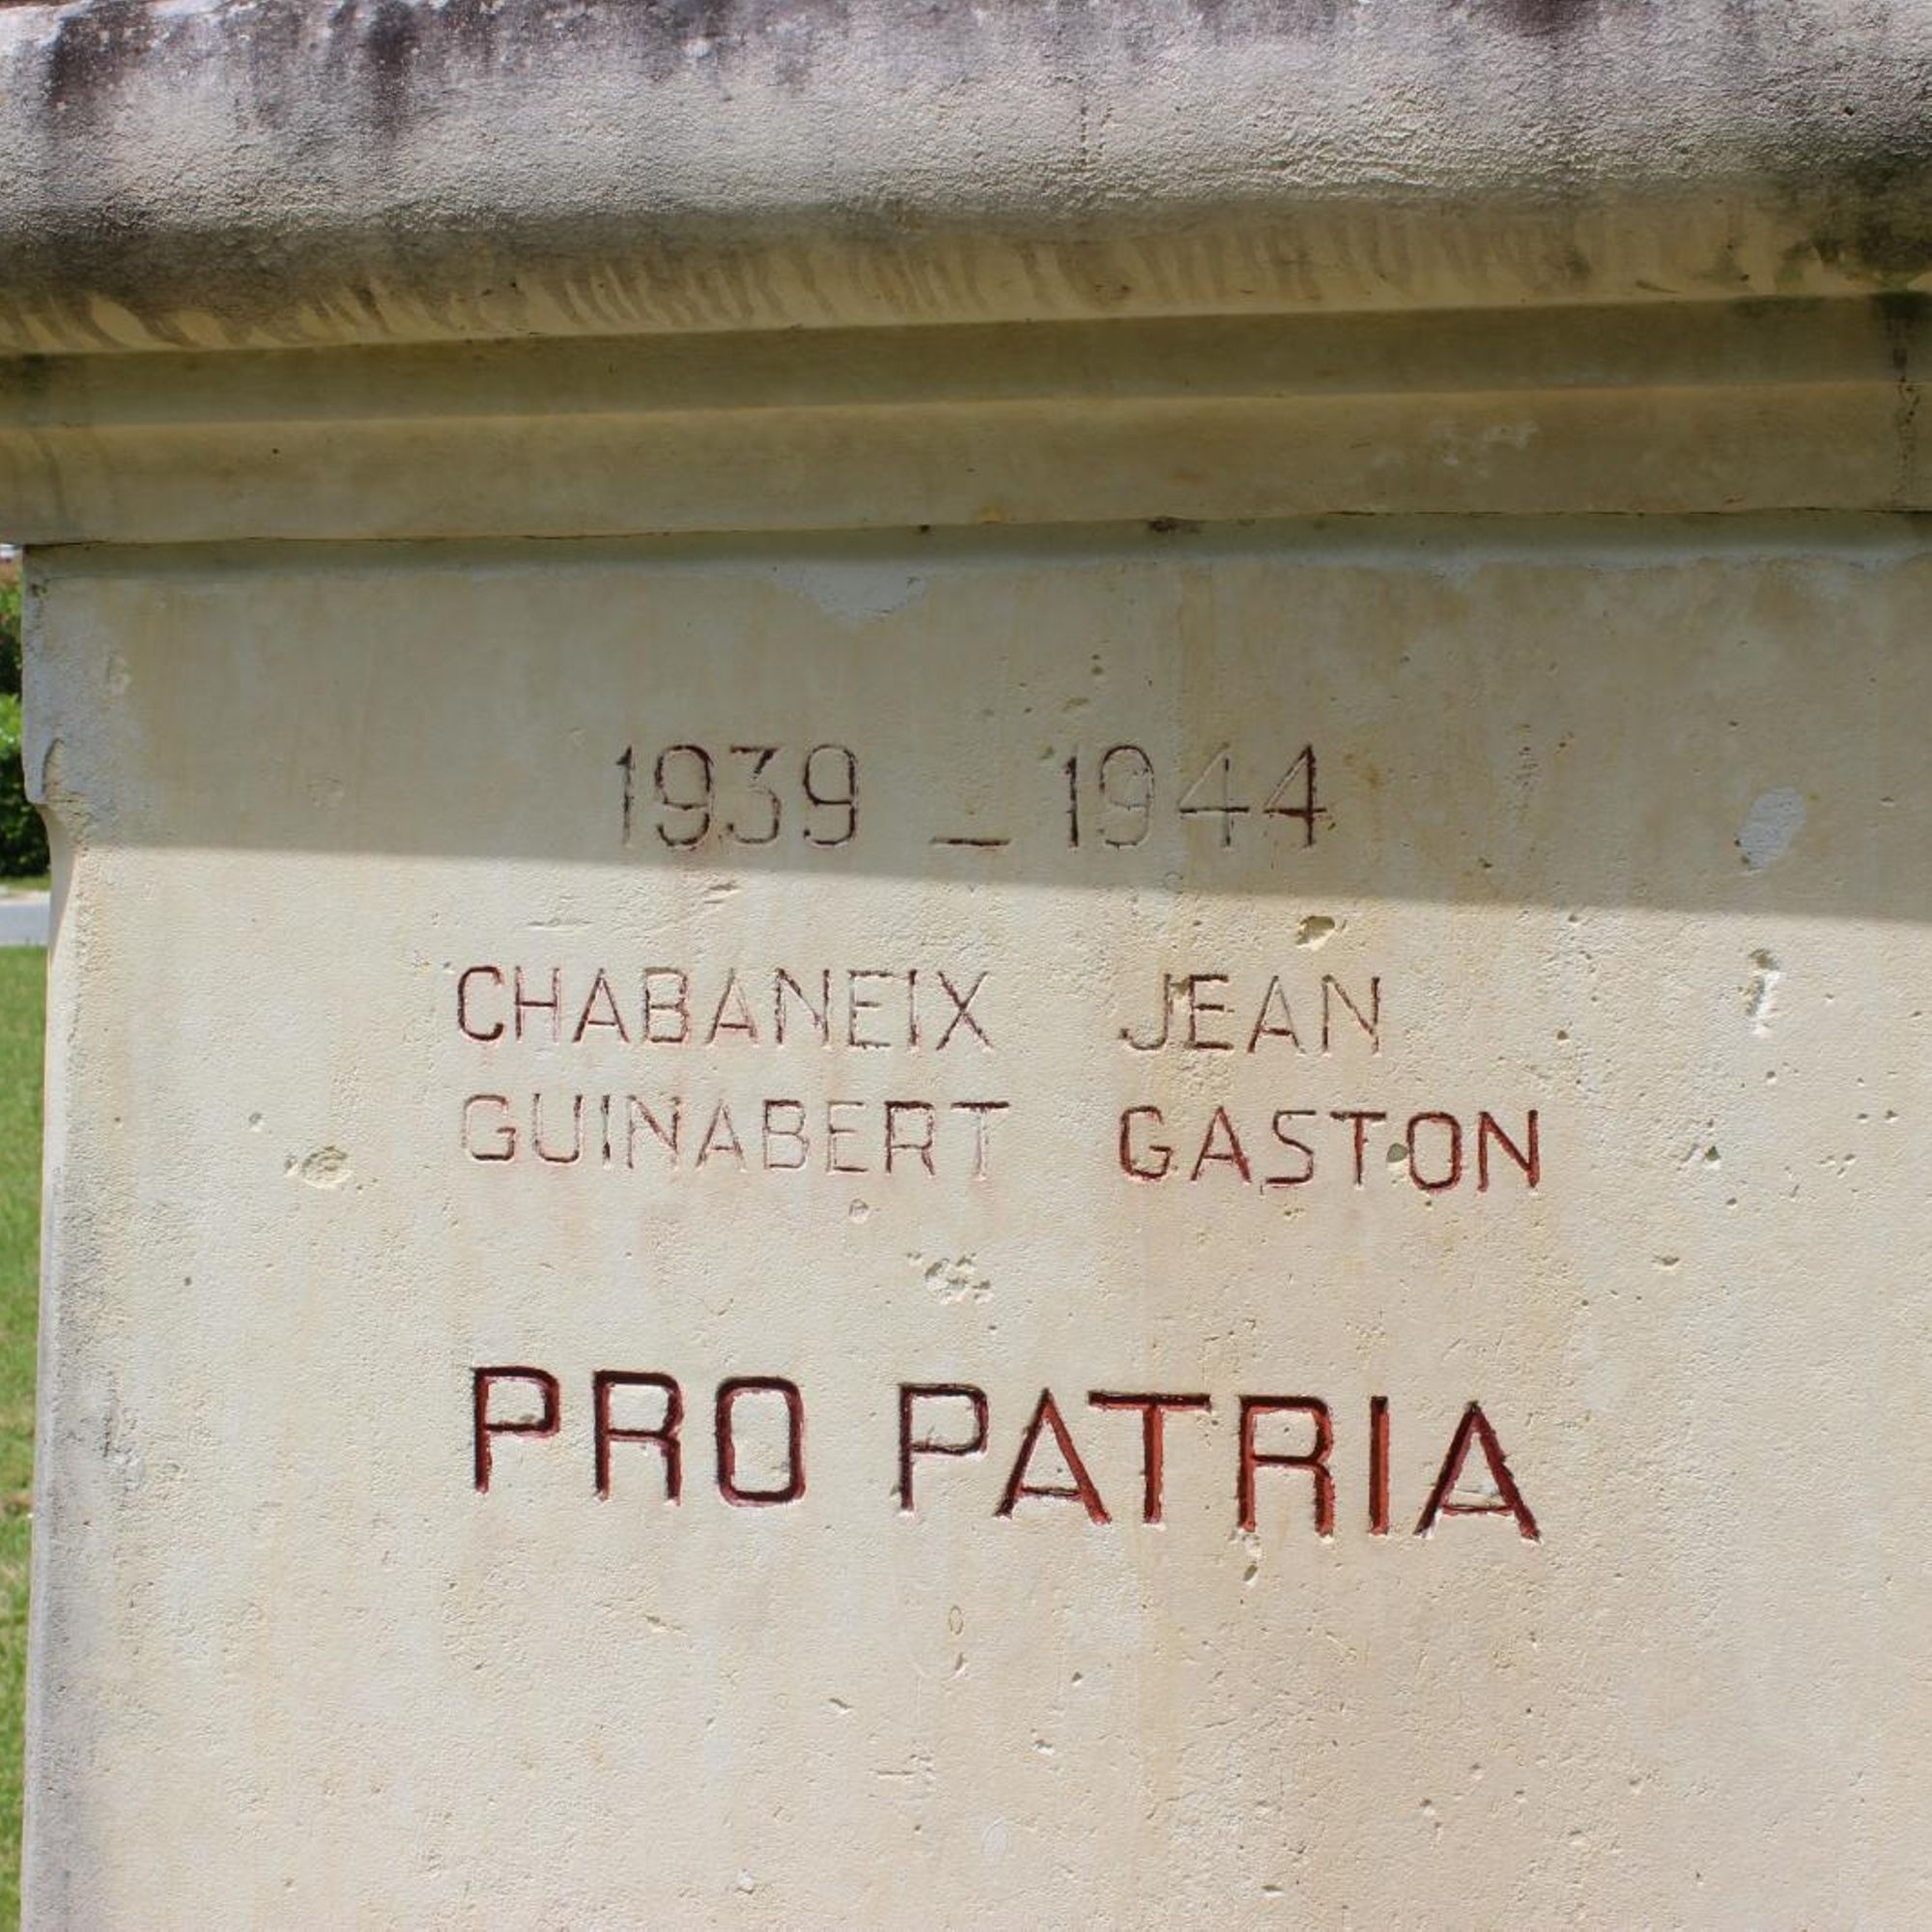 1939 _ 1944
CHABANEIX JEAN
GUINABERT GASTON
PRO PATRIA